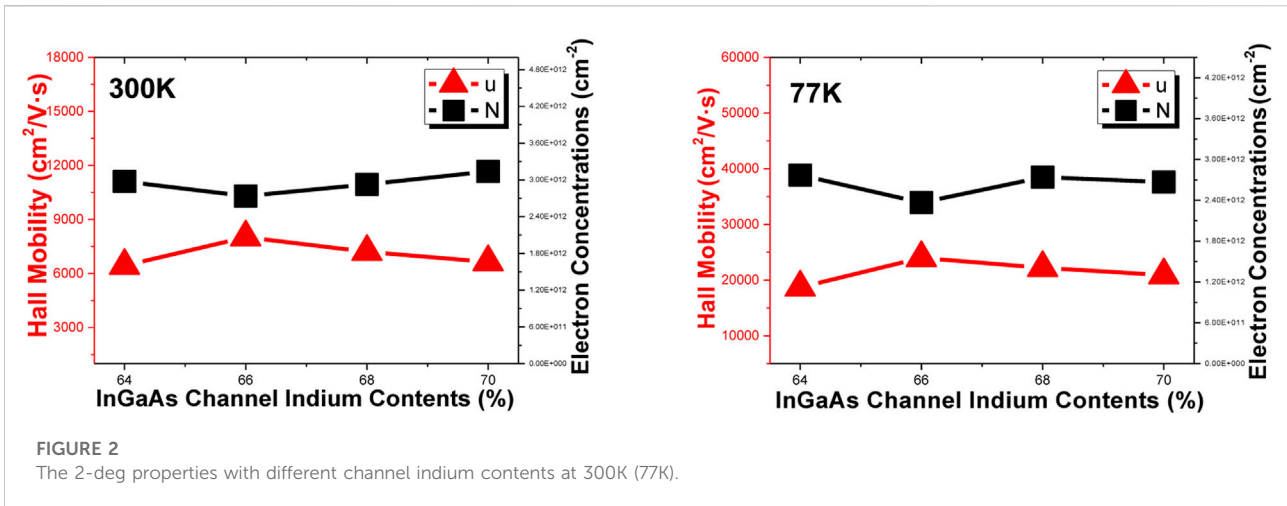 18000
15000
12000
9000
6000
3000
Hall Mobility (cm²/V·s)
300K
u
N
4.80E+012
4.20E+012
3.60E+012
3.00E+012
2.40E+012
1.80E+012
1.20E+012
6.00E+011
0.00E+000
Electron Concentrations (cm⁻²)
64 66 68 70
InGaAs Channel Indium Contents (%)
60000
50000
40000
30000
20000
10000
Hall Mobility (cm²/V·s)
77K
u
N
4.20E+012
3.60E+012
3.00E+012
2.40E+012
1.80E+012
1.20E+012
6.00E+011
0.00E+000
Electron Concentrations (cm⁻²)
64 66 68 70
InGaAs Channel Indium Contents (%)
FIGURE 2
The 2-deg properties with different channel indium contents at 300K (77K).